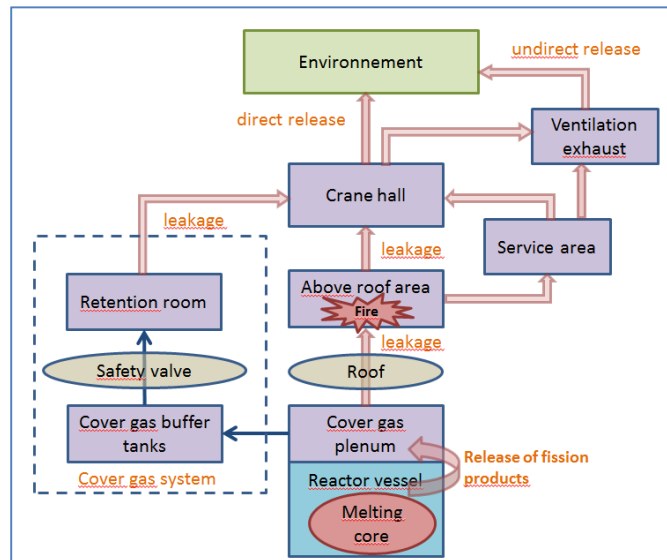 undirect release
Environnement
direct release
Ventilation
exhaust
Crane hall
leakage
Service area
leakage
Retention room
Above roof area
Fire
leakage
Safety valve
Roof
Cover gas buffer
tanks
Cover gas
plenum
Cover gas system
Release of fission
products
Reactor vessel
Melting
core